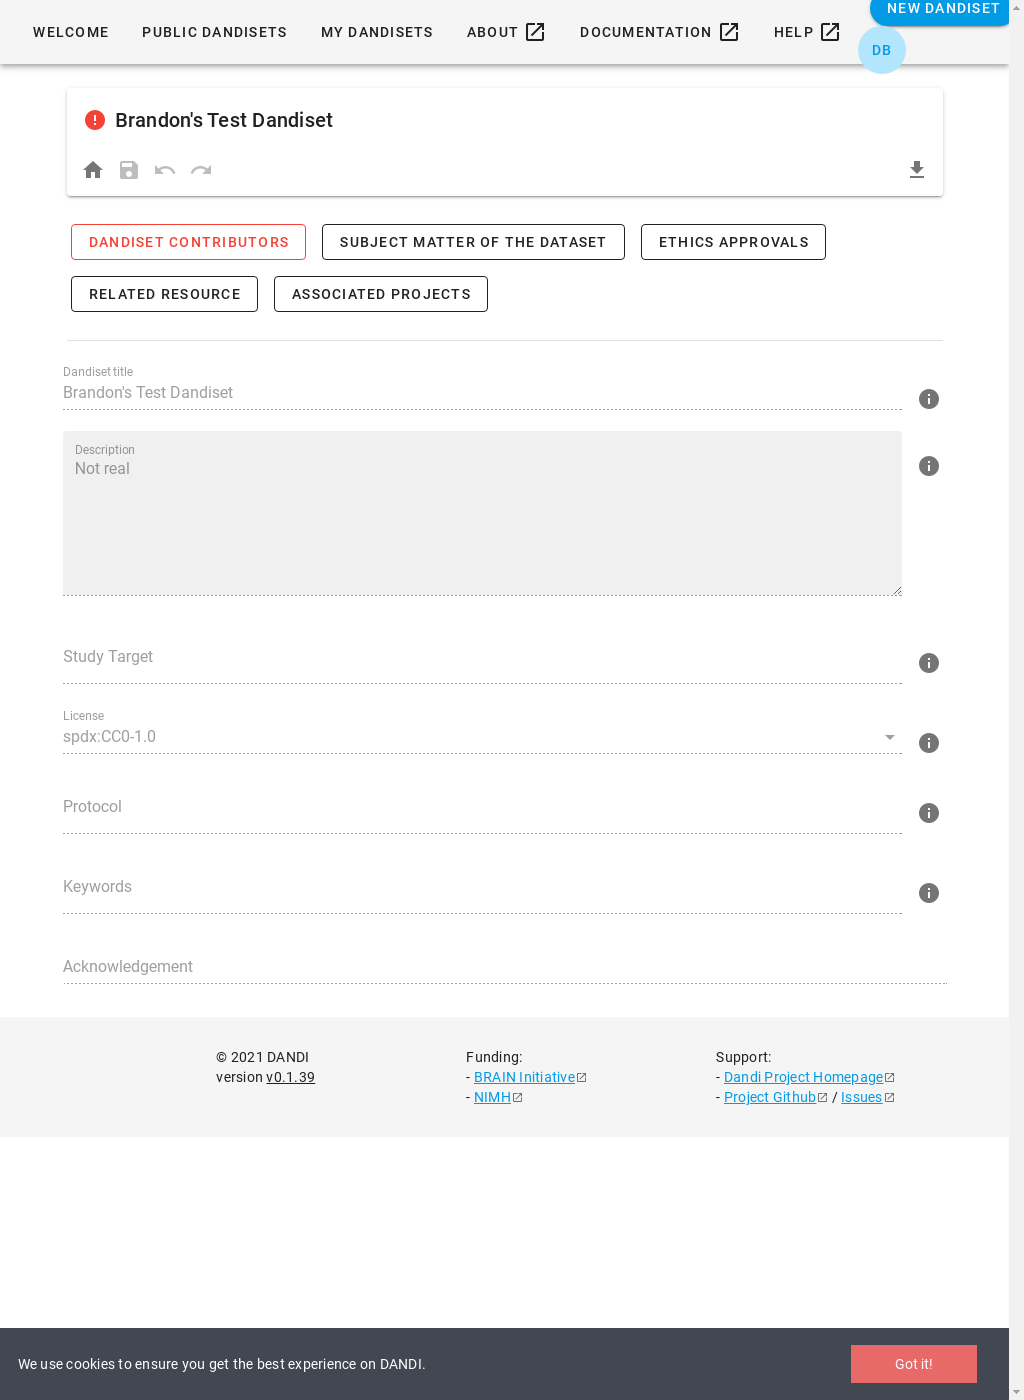 NEW DANDISET
WELCOME PUBLIC DANDISETS MY DANDISETS ABOUT DOCUMENTATION HELP
DB
Brandon's Test Dandiset
DANDISET CONTRIBUTORS SUBJECT MATTER OF THE DATASET ETHICS APPROVALS
RELATED RESOURCE ASSOCIATED PROJECTS
Dandiset title
Brandon's Test Dandiset
Description
Not real
Study Target
License
spdx:CC0-1.0
Protocol
Keywords
Acknowledgement
© 2021 DANDI
version v0.1.39
Funding:
- BRAIN Initiative
- NIMH
Support:
- Dandi Project Homepage
- Project Github / Issues
We use cookies to ensure you get the best experience on DANDI.
Got it!